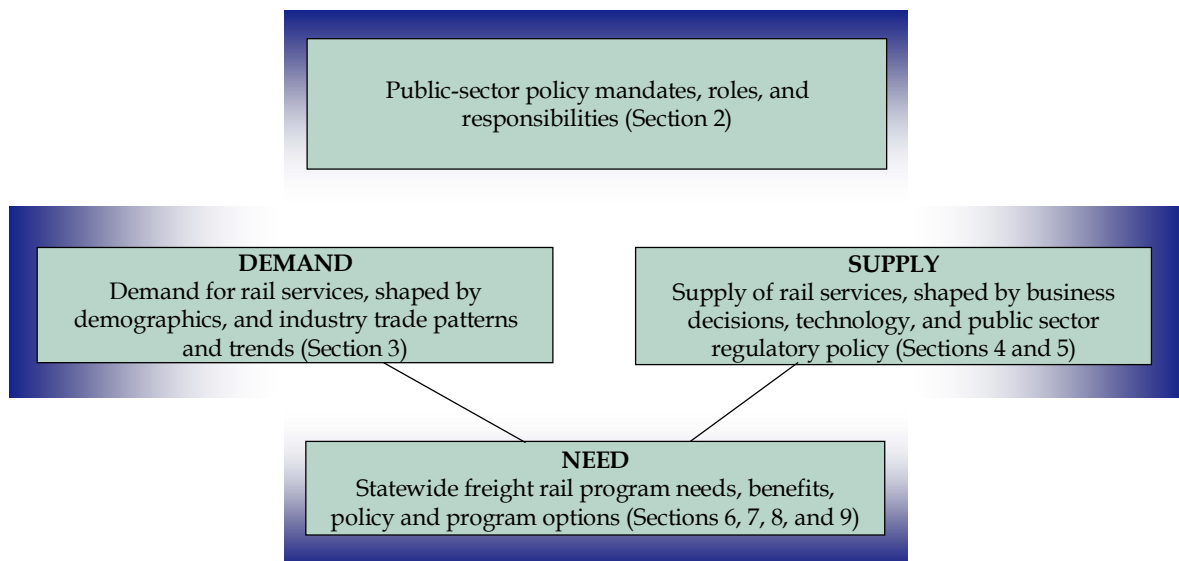 Public-sector policy mandates, roles, and
responsibilities (Section 2)
DEMAND
Demand for rail services, shaped by
demographics, and industry trade patterns
and trends (Section 3)
SUPPLY
Supply of rail services, shaped by business
decisions, technology, and public sector
regulatory policy (Sections 4 and 5)
NEED
Statewide freight rail program needs, benefits,
policy and program options (Sections 6, 7, 8, and 9)